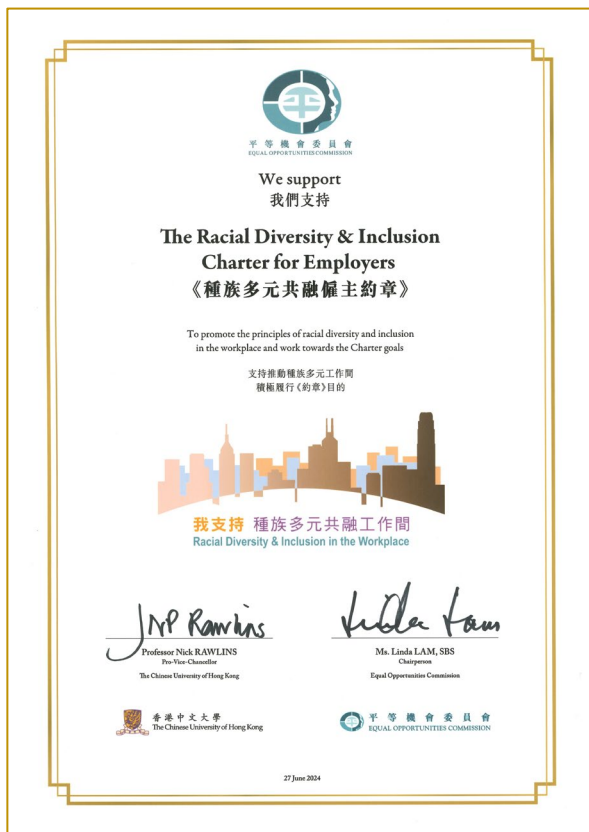 平等機會委員會
EQUAL OPPORTUNITIES COMMISSION
We support
我們支持
The Racial Diversity & Inclusion
Charter for Employers
《種族多元共融僱主約章》
To promote the principles of racial diversity and inclusion
in the workplace and work towards the Charter goals
支持推動種族多元工作間
積極履行《約章》目的
我支持 種族多元共融工作間
Racial Diversity & Inclusion in the Workplace
JNP Rawlins
Linda Lam
Professor Nick RAWLINS
Pro-Vice-Chancellor
The Chinese University of Hong Kong
Ms. Linda LAM, SBS
Chairperson
Equal Opportunities Commission
香港中文大學
The Chinese University of Hong Kong
平等機會委員會
EQUAL OPPORTUNITIES COMMISSION
27 June 2024